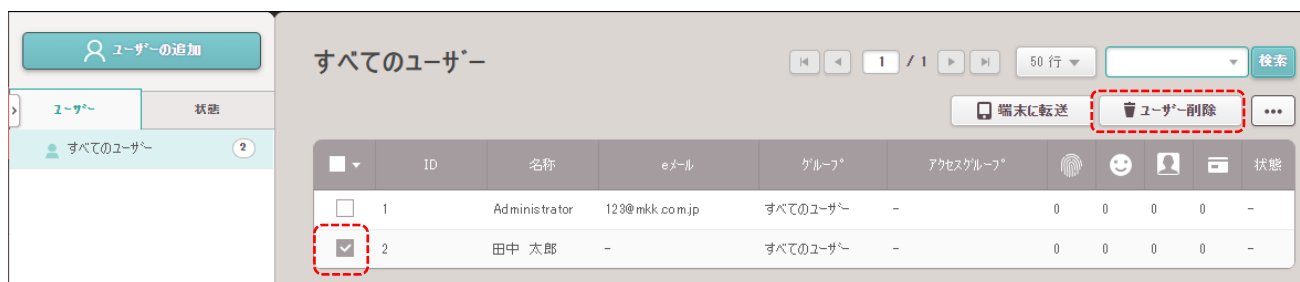 ユーザーの追加
ユーザー
状態
すべてのユーザー
2
すべてのユーザー
1
/ 1
50 行
検索
端末に転送
ユーザー削除
•••
ID
名称
eメール
グループ
アクセスグループ
状態
1 Administrator 123@mkk.com.jp すべてのユーザー - 0 0 0 0 -
2 田中 太郎 - すべてのユーザー - 0 0 0 0 -